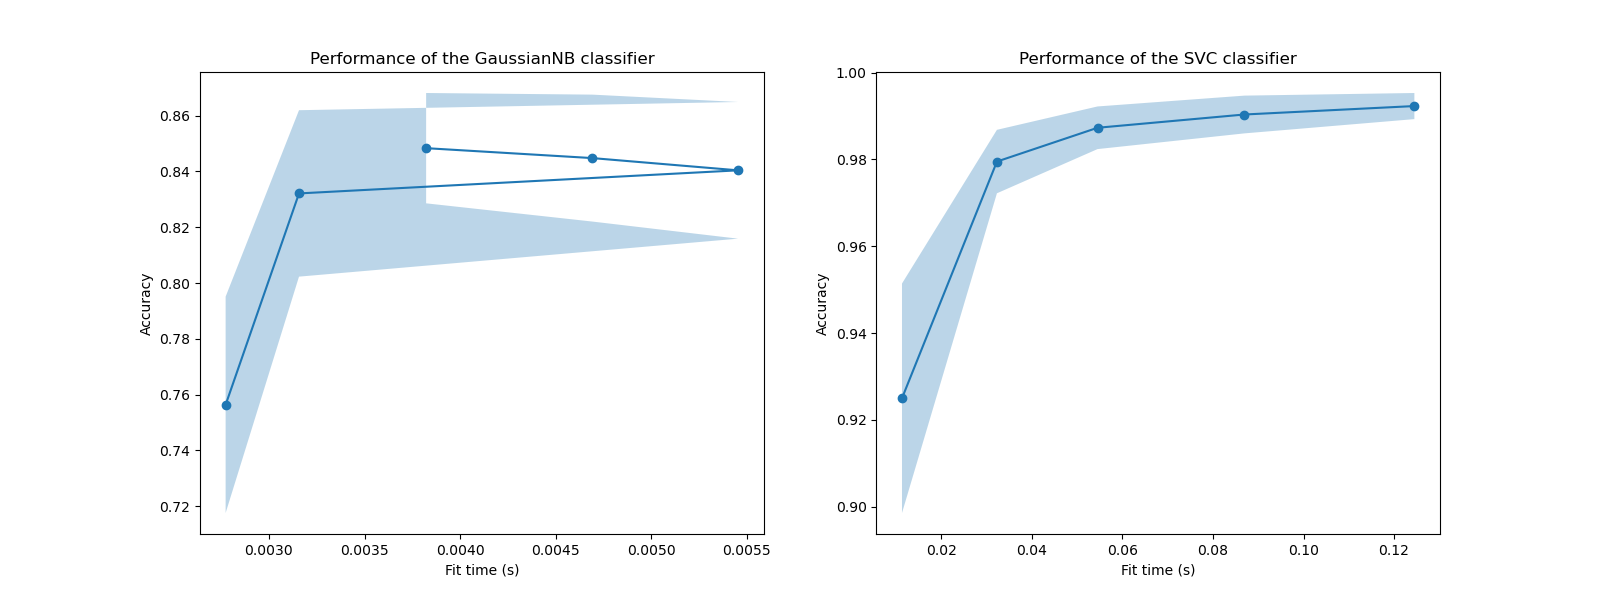 Performance of the GaussianNB classifier
0.86
0.84
0.82
0.80
0.78
0.76
0.74
0.72
Accuracy
0.0030 0.0035 0.0040 0.0045 0.0050 0.0055
Fit time (s)
Performance of the SVC classifier
1.00
0.98
0.96
0.94
0.92
0.90
Accuracy
0.02 0.04 0.06 0.08 0.10 0.12
Fit time (s)